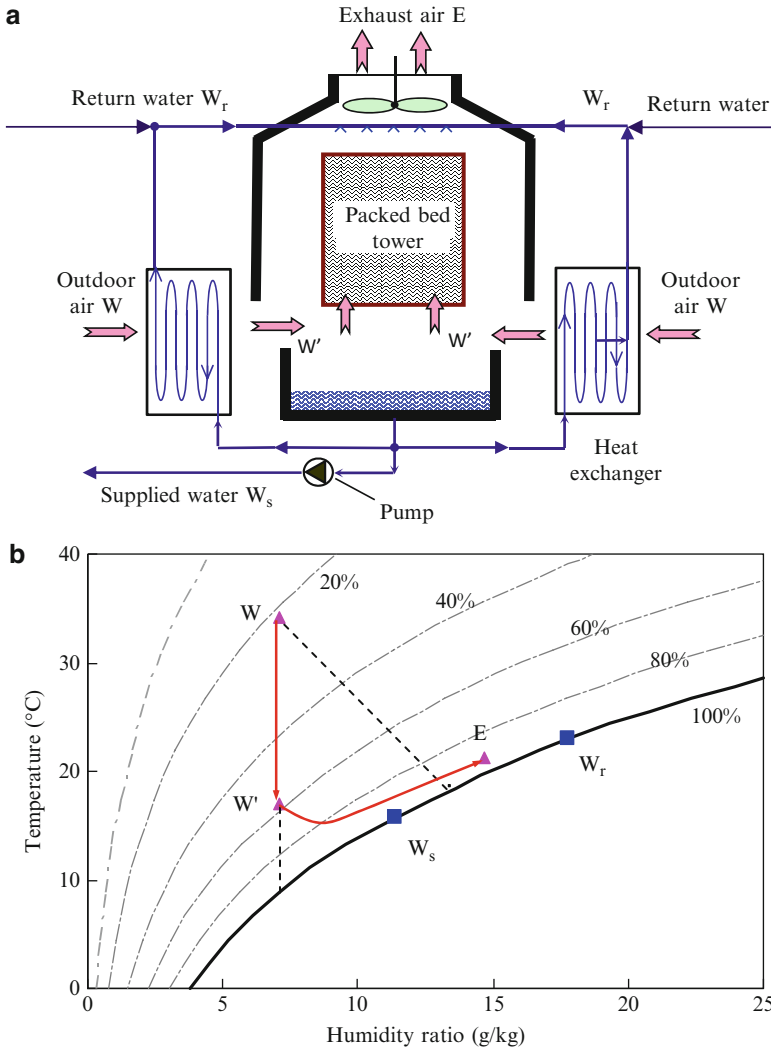 a
Exhaust air E
Return water Wr
Wr
Return water
Packed bed
tower
Outdoor
air W
Outdoor
air W
W'
W'
Heat
exchanger
Supplied water Ws
Pump
b
40
30
20
10
0
Temperature (°C)
20%
40%
60%
80%
100%
W
W'
E
Ws
Wr
0
5
10
15
20
25
Humidity ratio (g/kg)